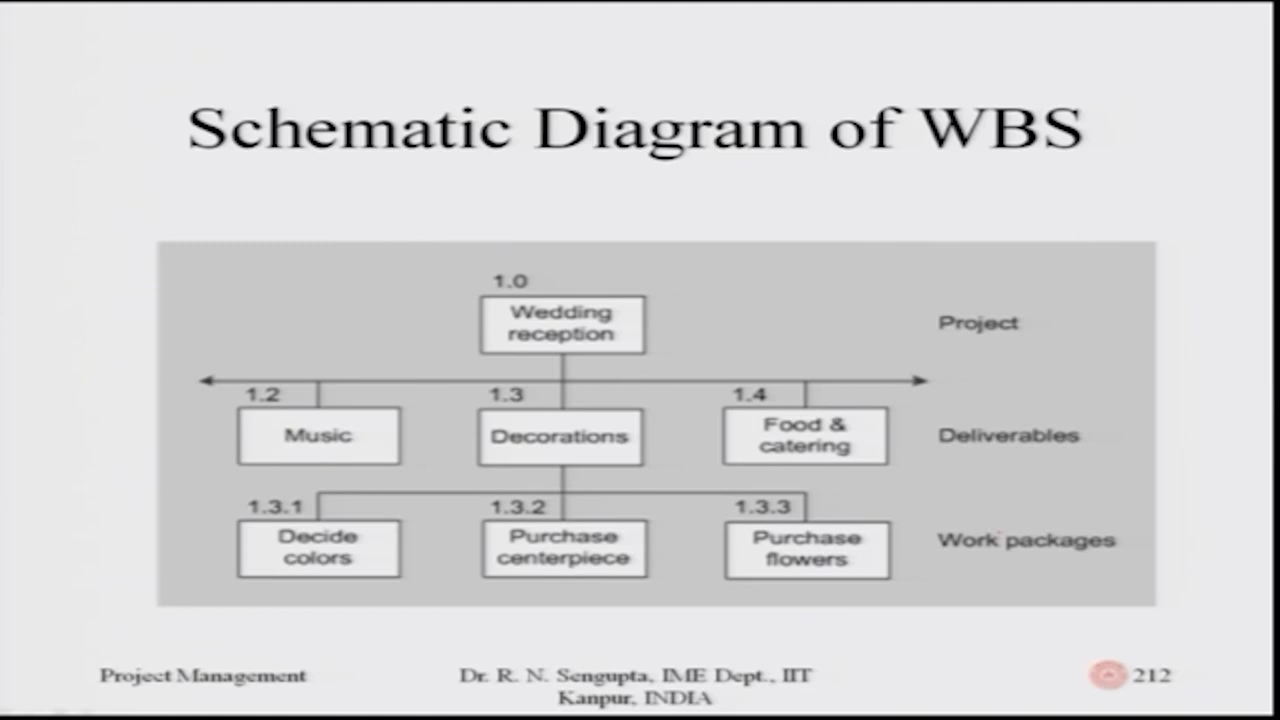 Schematic Diagram of WBS
1.0
Wedding
reception
Project
1.2
1.3
1.4
Music
Decorations
Food &
catering
Deliverables
1.3.1
1.3.2
1.3.3
Decide
colors
Purchase
centerpiece
Purchase
flowers
Work packages
Project Management
Dr. R. N. Sengupta, IME Dept., IIT
Kanpur, INDIA
212